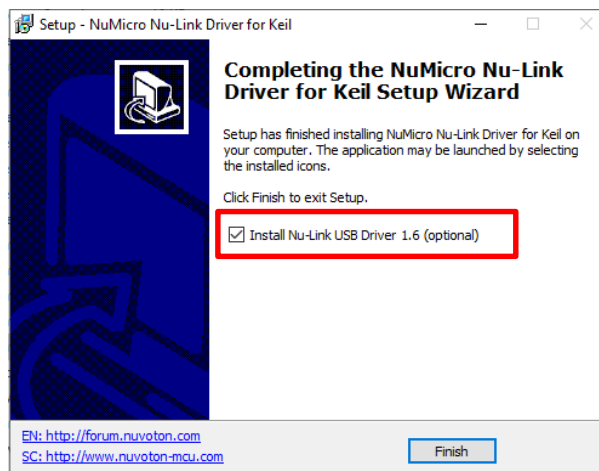 Setup - NuMicro Nu-Link Driver for Keil
Completing the NuMicro Nu-Link
Driver for Keil Setup Wizard
Setup has finished installing NuMicro Nu-Link Driver for Keil on
your computer. The application may be launched by selecting
the installed icons.
Click Finish to exit Setup.
Install Nu-Link USB Driver 1.6 (optional)
EN: http://forum.nuvoton.com
SC: http://www.nuvoton-mcu.com
Finish